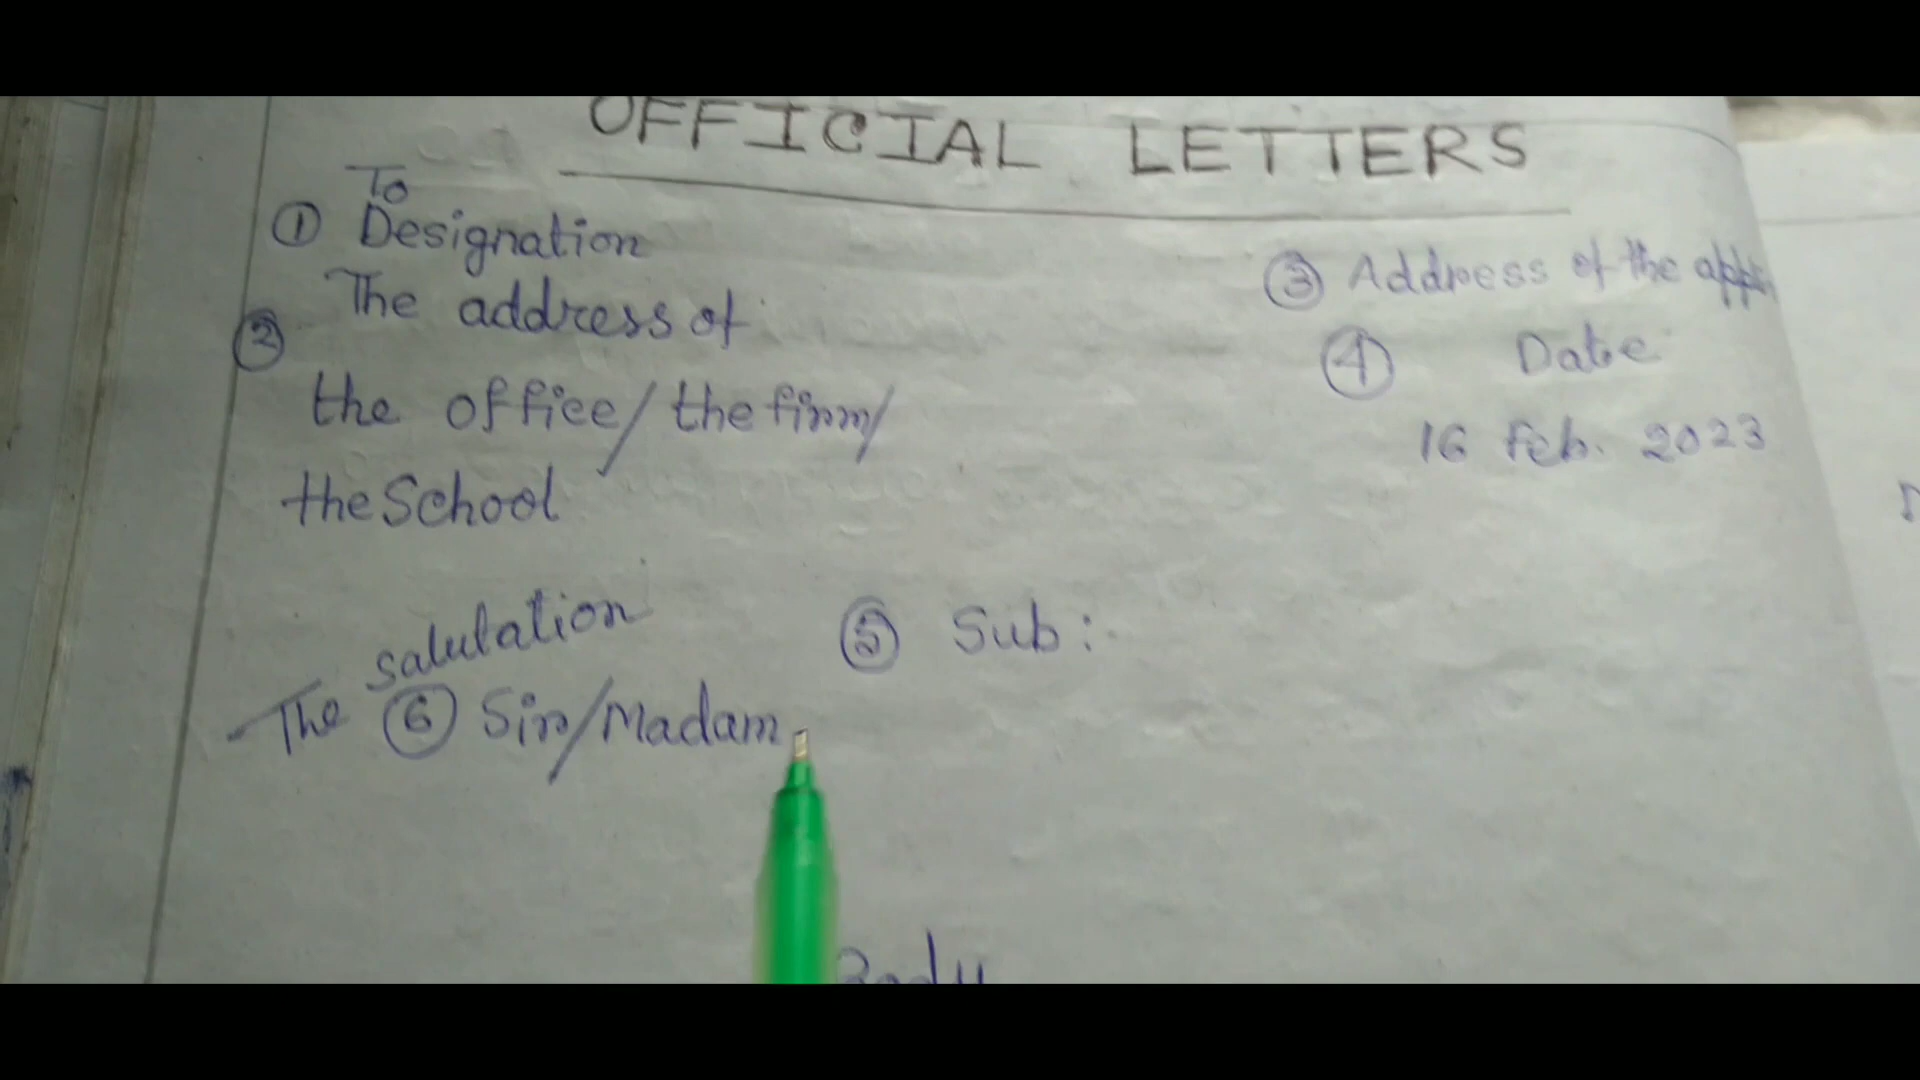 OFFICIAL LETTERS
To
① Designation
The address of
②
the office/ the firm/
the School
③ Address of the
④ Date
16 Feb. 2023
⑤ Sub:
salutation
The ⑥ Sir/Madam
Body